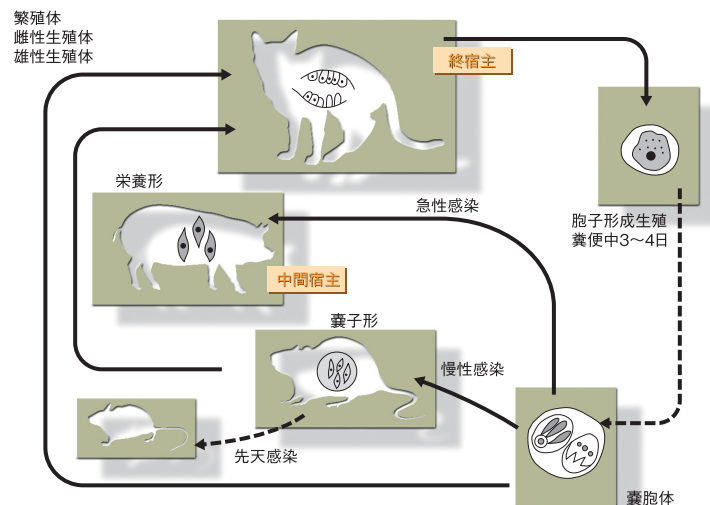 繁殖体
雌性生殖体
雄性生殖体
終宿主
栄養形
急性感染
胞子形成生殖
糞便中3〜4日
中間宿主
嚢子形
慢性感染
先天感染
嚢胞体